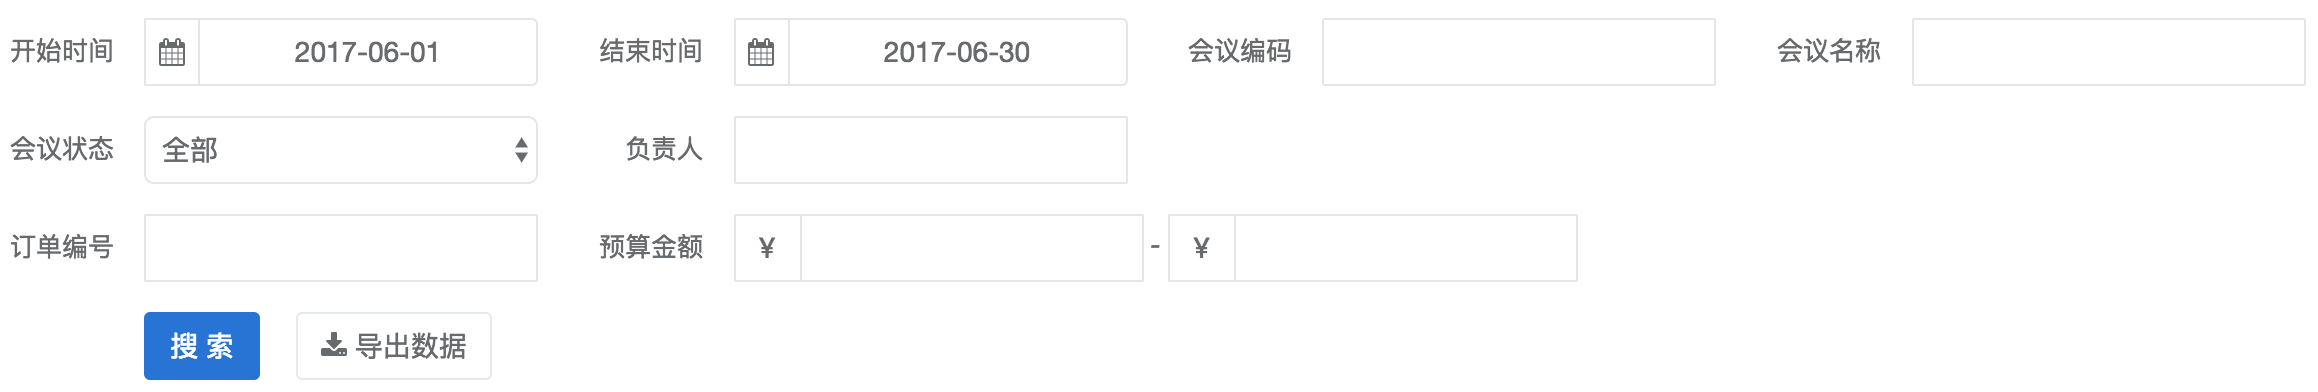 开始时间 2017-06-01 结束时间 2017-06-30 会议编码 会议名称
会议状态 全部 负责人
订单编号 预算金额 ¥ - ¥
搜 索 导出数据